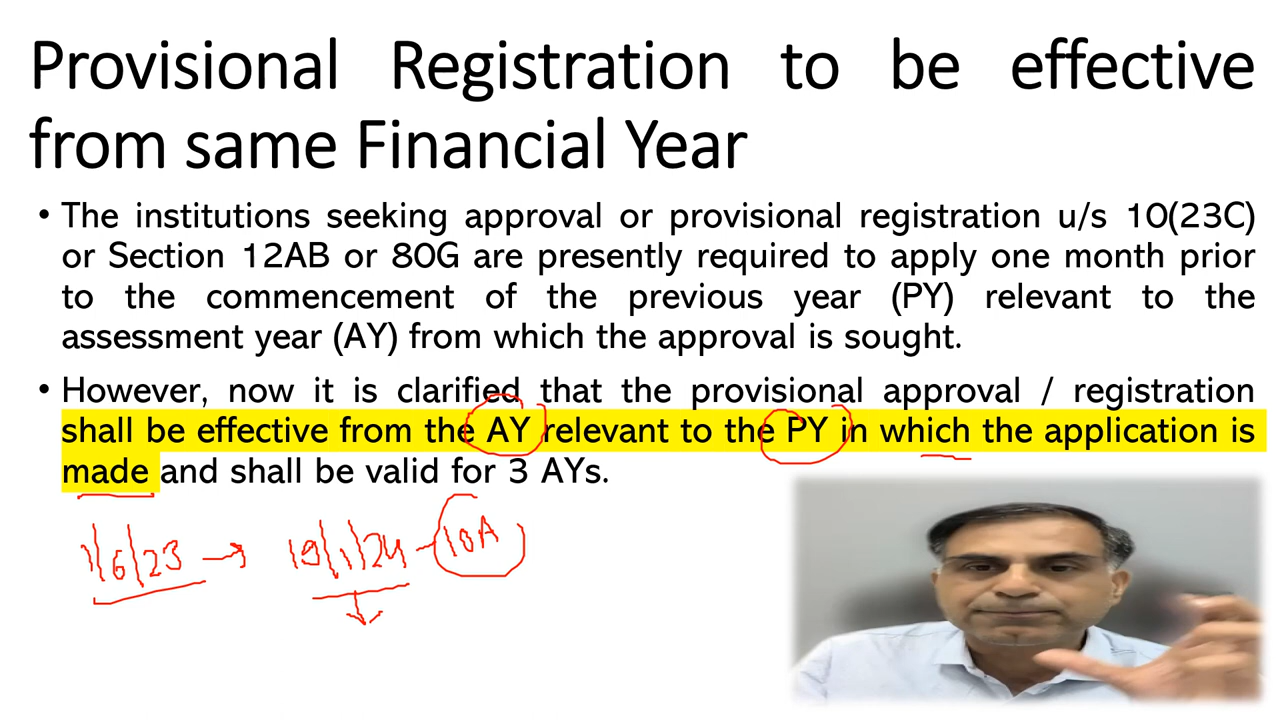 Provisional Registration to be effective
from same Financial Year
• The institutions seeking approval or provisional registration u/s 10(23C)
or Section 12AB or 80G are presently required to apply one month prior
to the commencement of the previous year (PY) relevant to the
assessment year (AY) from which the approval is sought.
• However, now it is clarified that the provisional approval / registration
shall be effective from the AY relevant to the PY in which the application is
made and shall be valid for 3 AYs.
1/6/23 → 19/1/24 - 10A